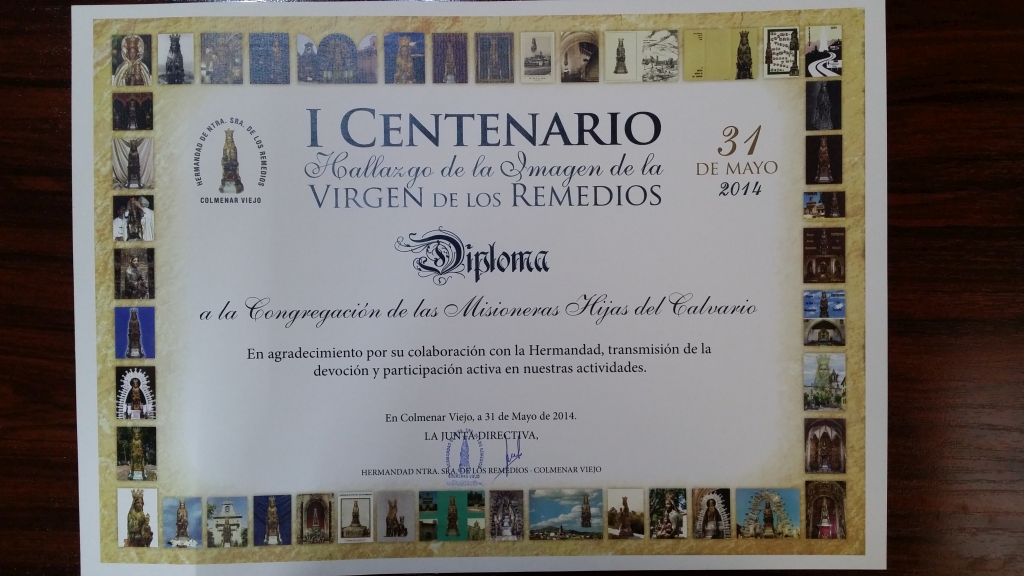 HERMANDAD DE NTRA. SRA. DE LOS REMEDIOS
COLMENAR VIEJO
I CENTENARIO
Hallazgo de la Imagen de la
VIRGEN DE LOS REMEDIOS
31
DE MAYO
2014
Diploma
a la Congregación de las Misioneras Hijas del Calvario
En agradecimiento por su colaboración con la Hermandad, transmisión de la
devoción y participación activa en nuestras actividades.
En Colmenar Viejo, a 31 de Mayo de 2014.
LA JUNTA DIRECTIVA,
HERMANDAD NTRA. SRA. DE LOS REMEDIOS · COLMENAR VIEJO